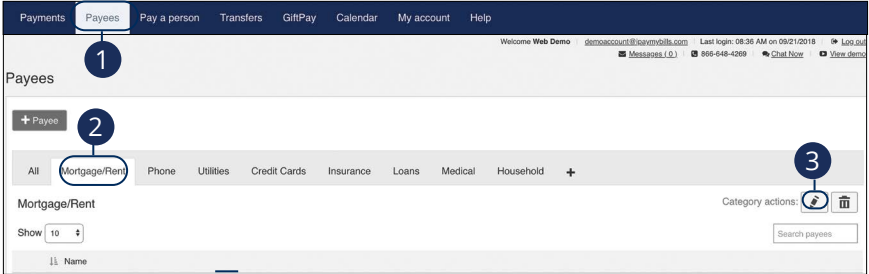 Payments Payees Pay a person Transfers GiftPay Calendar My account Help
Welcome Web Demo demoaccount@ipaymybills.com Last login: 08:36 AM on 09/21/2018 Log out
Messages ( 0 ) 866-648-4269 Chat Now View demo
1
Payees
+ Payee
2
All Mortgage/Rent Phone Utilities Credit Cards Insurance Loans Medical Household +
3
Mortgage/Rent Category actions:
Show 10 Search payees
Name